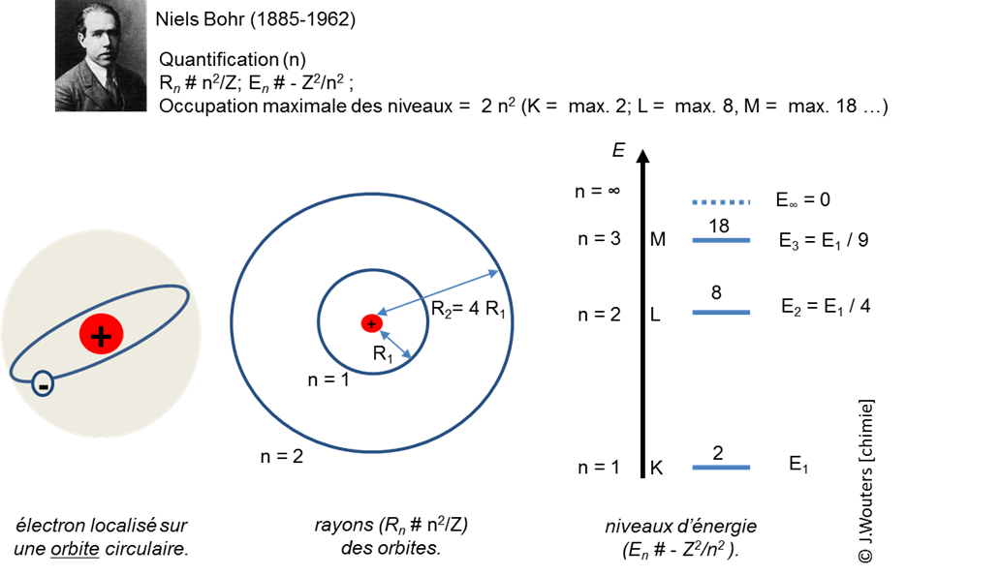 Niels Bohr (1885-1962)
Quantification (n)
Rₙ # n²/Z; Eₙ # - Z²/n² ;
Occupation maximale des niveaux = 2 n² (K = max. 2; L = max. 8, M = max. 18 …)
+
-
électron localisé sur
une orbite circulaire.
+
R₂= 4 R₁
R₁
n = 1
n = 2
rayons (Rₙ # n²/Z)
des orbites.
E
n = ∞ E∞ = 0
n = 3 M 18 E₃ = E₁ / 9
n = 2 L 8 E₂ = E₁ / 4
n = 1 K 2 E₁
niveaux d’énergie
(Eₙ # - Z²/n² ).
© J.Wouters [chimie]